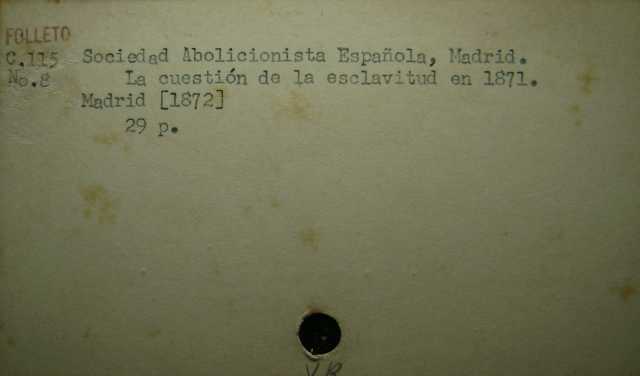 FOLLETO
C.115 Sociedad Abolicionista Española, Madrid.
No.8 La cuestión de la esclavitud en 1871.
Madrid [1872]
29 p.